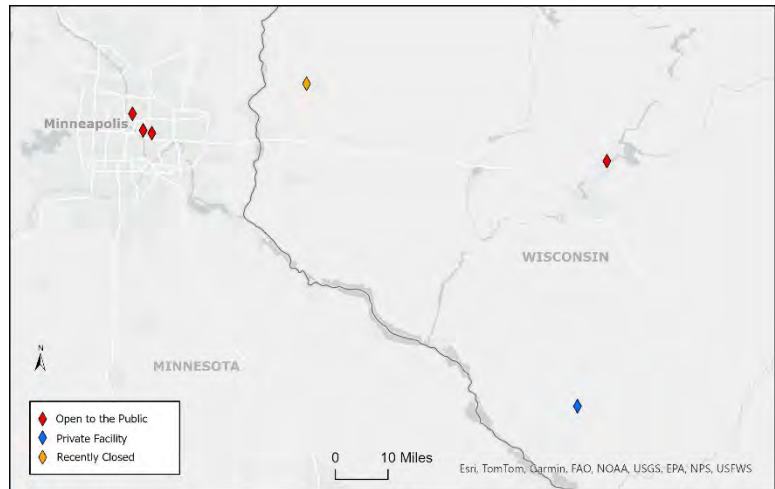 Minneapolis
WISCONSIN
N
MINNESOTA
Open to the Public
Private Facility
Recently Closed
0 10 Miles
Esri, TomTom, Garmin, FAO, NOAA, USGS, EPA, NPS, USFWS